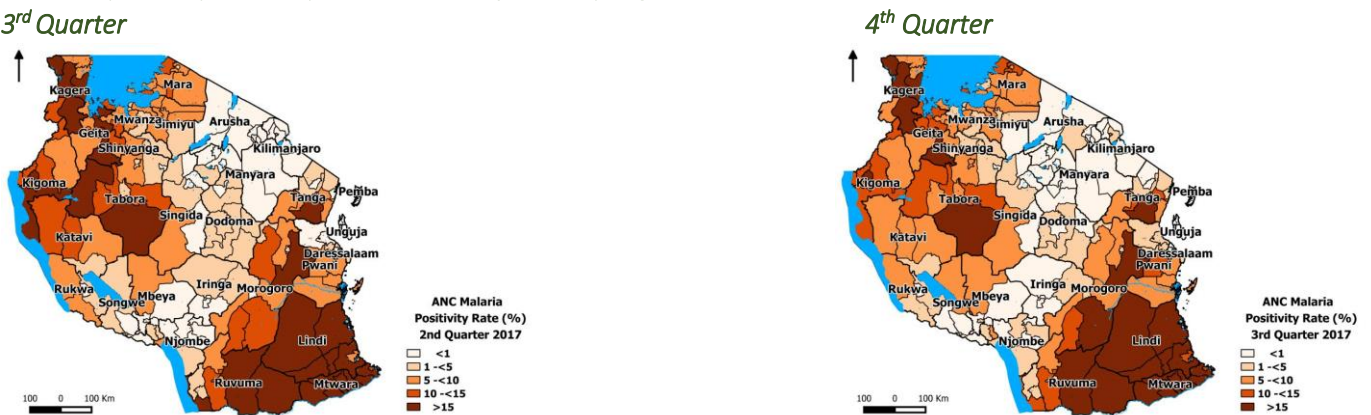 3rd Quarter
Kagera
Mara
Mwanza
Simiyu
Arusha
Geita
Shinyanga
Kilimanjaro
Manyara
Kigoma
Tabora
Tanga
Pemba
Singida
Dodoma
Unguja
Katavi
Daressalaam
Pwani
Rukwa
Mbeya
Iringa
Morogoro
Songwe
Njombe
Lindi
Ruvuma
Mtwara
ANC Malaria
Positivity Rate (%)
2nd Quarter 2017
<1
1 -<5
5 -<10
10 -<15
>15
100 0 100 Km
4th Quarter
Kagera
Mara
Mwanza
Simiyu
Arusha
Geita
Shinyanga
Kilimanjaro
Manyara
Kigoma
Tabora
Tanga
Pemba
Singida
Dodoma
Unguja
Katavi
Daressalaam
Pwani
Rukwa
Mbeya
Iringa
Morogoro
Songwe
Njombe
Lindi
Ruvuma
Mtwara
ANC Malaria
Positivity Rate (%)
3rd Quarter 2017
<1
1 -<5
5 -<10
10 -<15
>15
100 0 100 Km